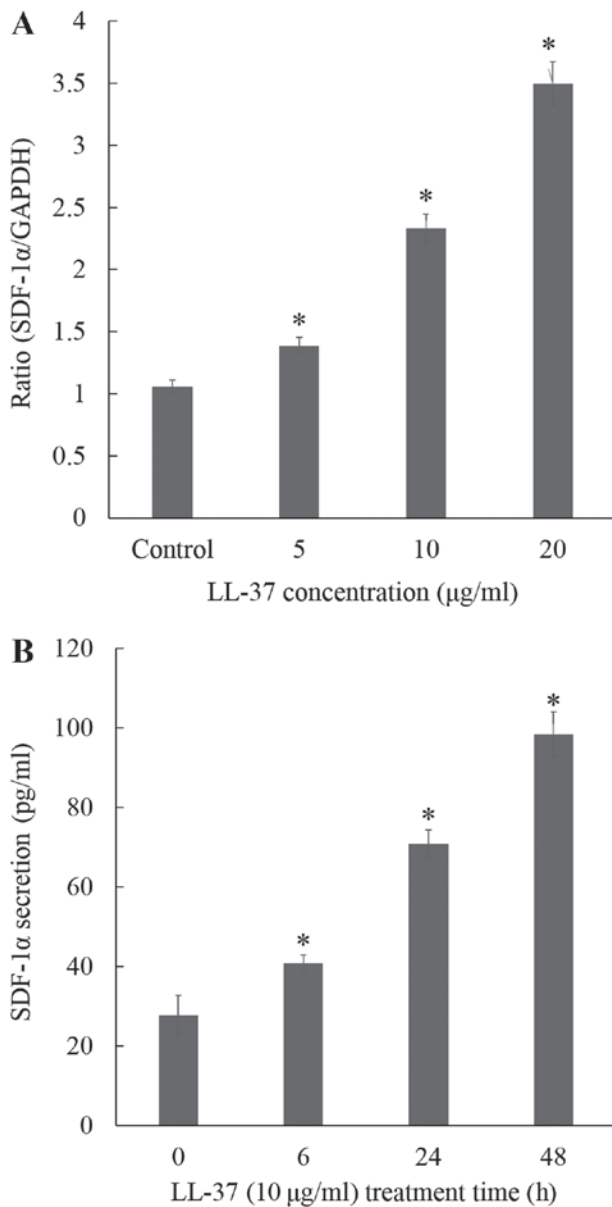 A
4
3.5
3
2.5
2
1.5
1
0.5
0
Ratio (SDF-1α/GAPDH)
*
*
*
Control 5 10 20
LL-37 concentration (µg/ml)
B
120
100
80
60
40
20
0
SDF-1α secretion (pg/ml)
*
*
*
0 6 24 48
LL-37 (10 µg/ml) treatment time (h)